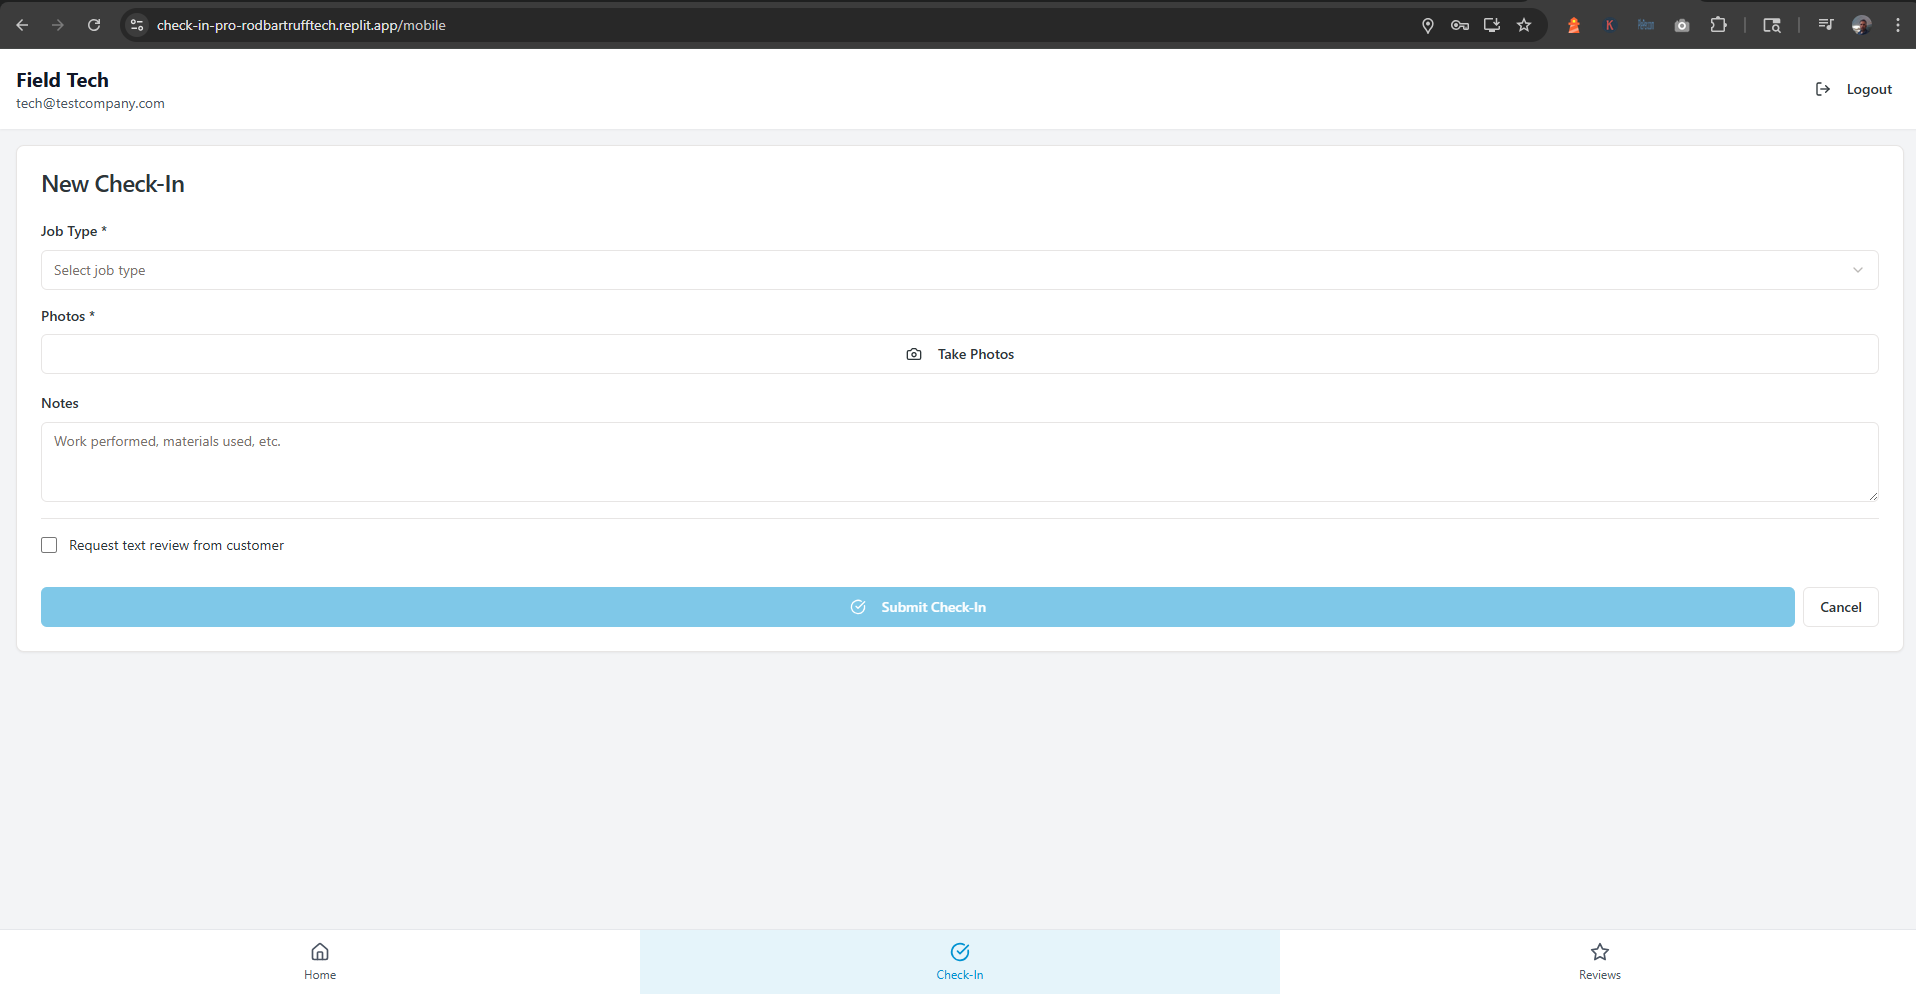 check-in-pro-rodbartrufftech.replit.app/mobile
Field Tech
tech@testcompany.com
Logout
New Check-In
Job Type *
Select job type
Photos *
Take Photos
Notes
Work performed, materials used, etc.
Request text review from customer
Submit Check-In
Cancel
Home
Check-In
Reviews